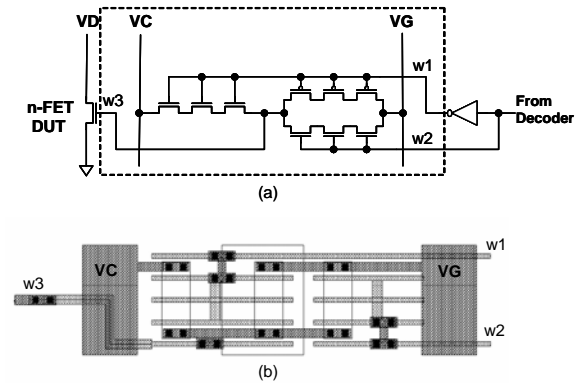 VD VC VG
w1
w3
n-FET
DUT
From
Decoder
w2
(a)
w1
VC VG
w3
w2
(b)